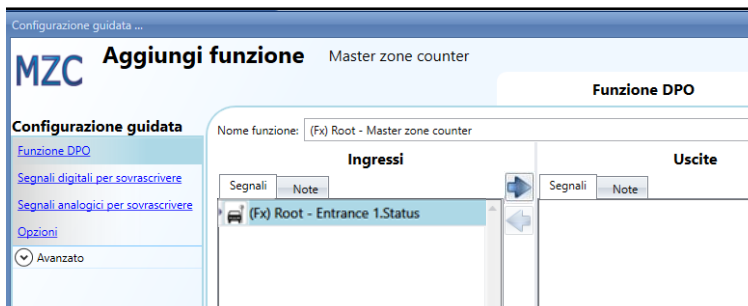 Configurazione guidata ...
MZC Aggiungi funzione Master zone counter
Funzione DPO
Configurazione guidata
Funzione DPO
Segnali digitali per sovrascrivere
Segnali analogici per sovrascrivere
Opzioni
Avanzato
Nome funzione: (Fx) Root - Master zone counter
Ingressi
Segnali Note
(Fx) Root - Entrance 1.Status
Uscite
Segnali Note